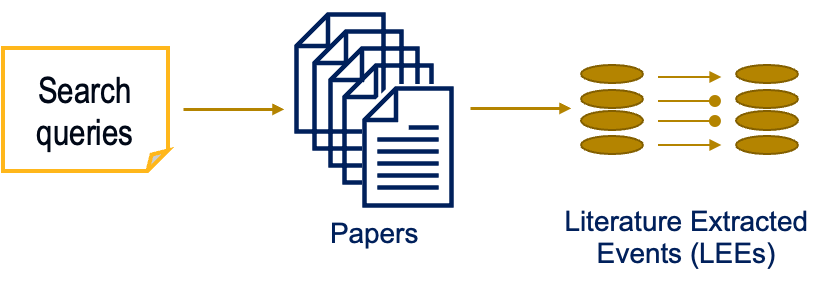 Search
queries
Papers
Literature Extracted
Events (LEEs)